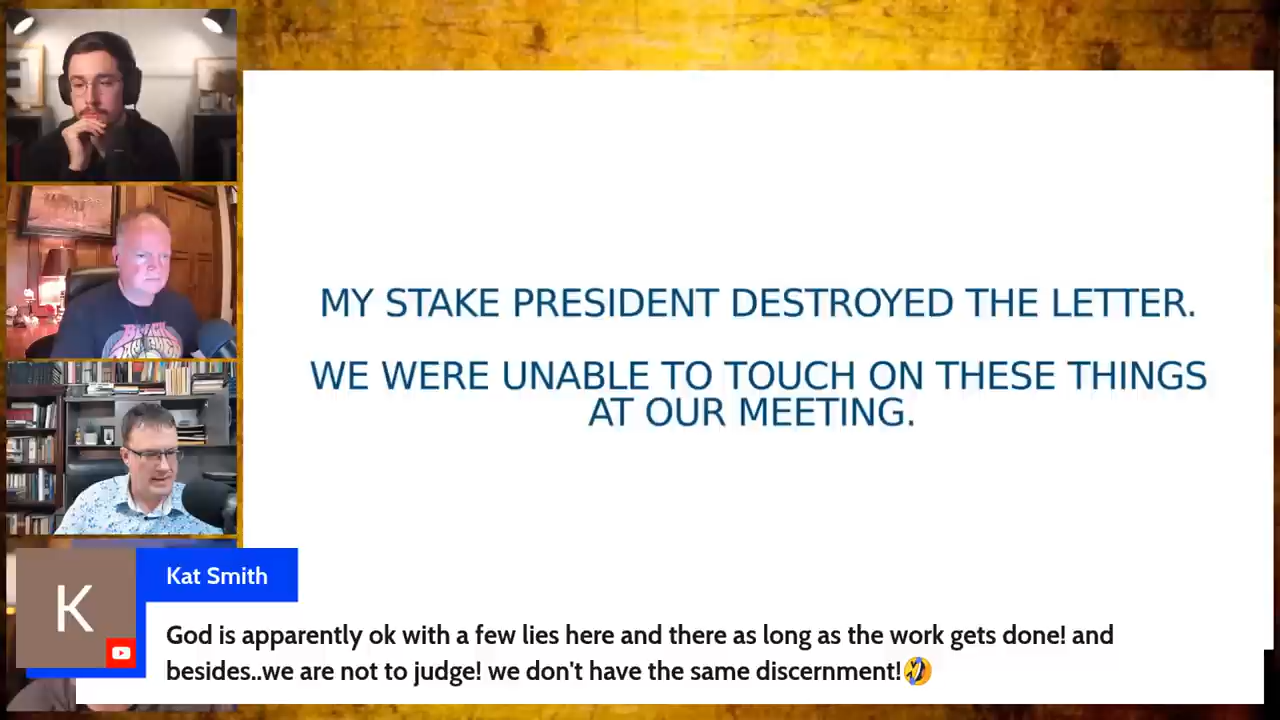 MY STAKE PRESIDENT DESTROYED THE LETTER.
WE WERE UNABLE TO TOUCH ON THESE THINGS
AT OUR MEETING.
K
Kat Smith
God is apparently ok with a few lies here and there as long as the work gets done! and
besides..we are not to judge! we don't have the same discernment!🤣